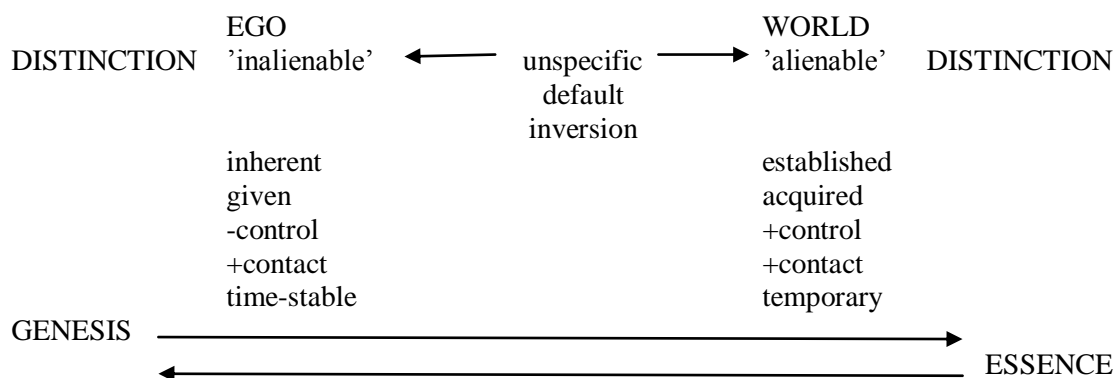 EGO WORLD
DISTINCTION ’inalienable’ unspecific ’alienable’ DISTINCTION
default
inversion
inherent established
given acquired
-control +control
+contact +contact
time-stable temporary
GENESIS
ESSENCE